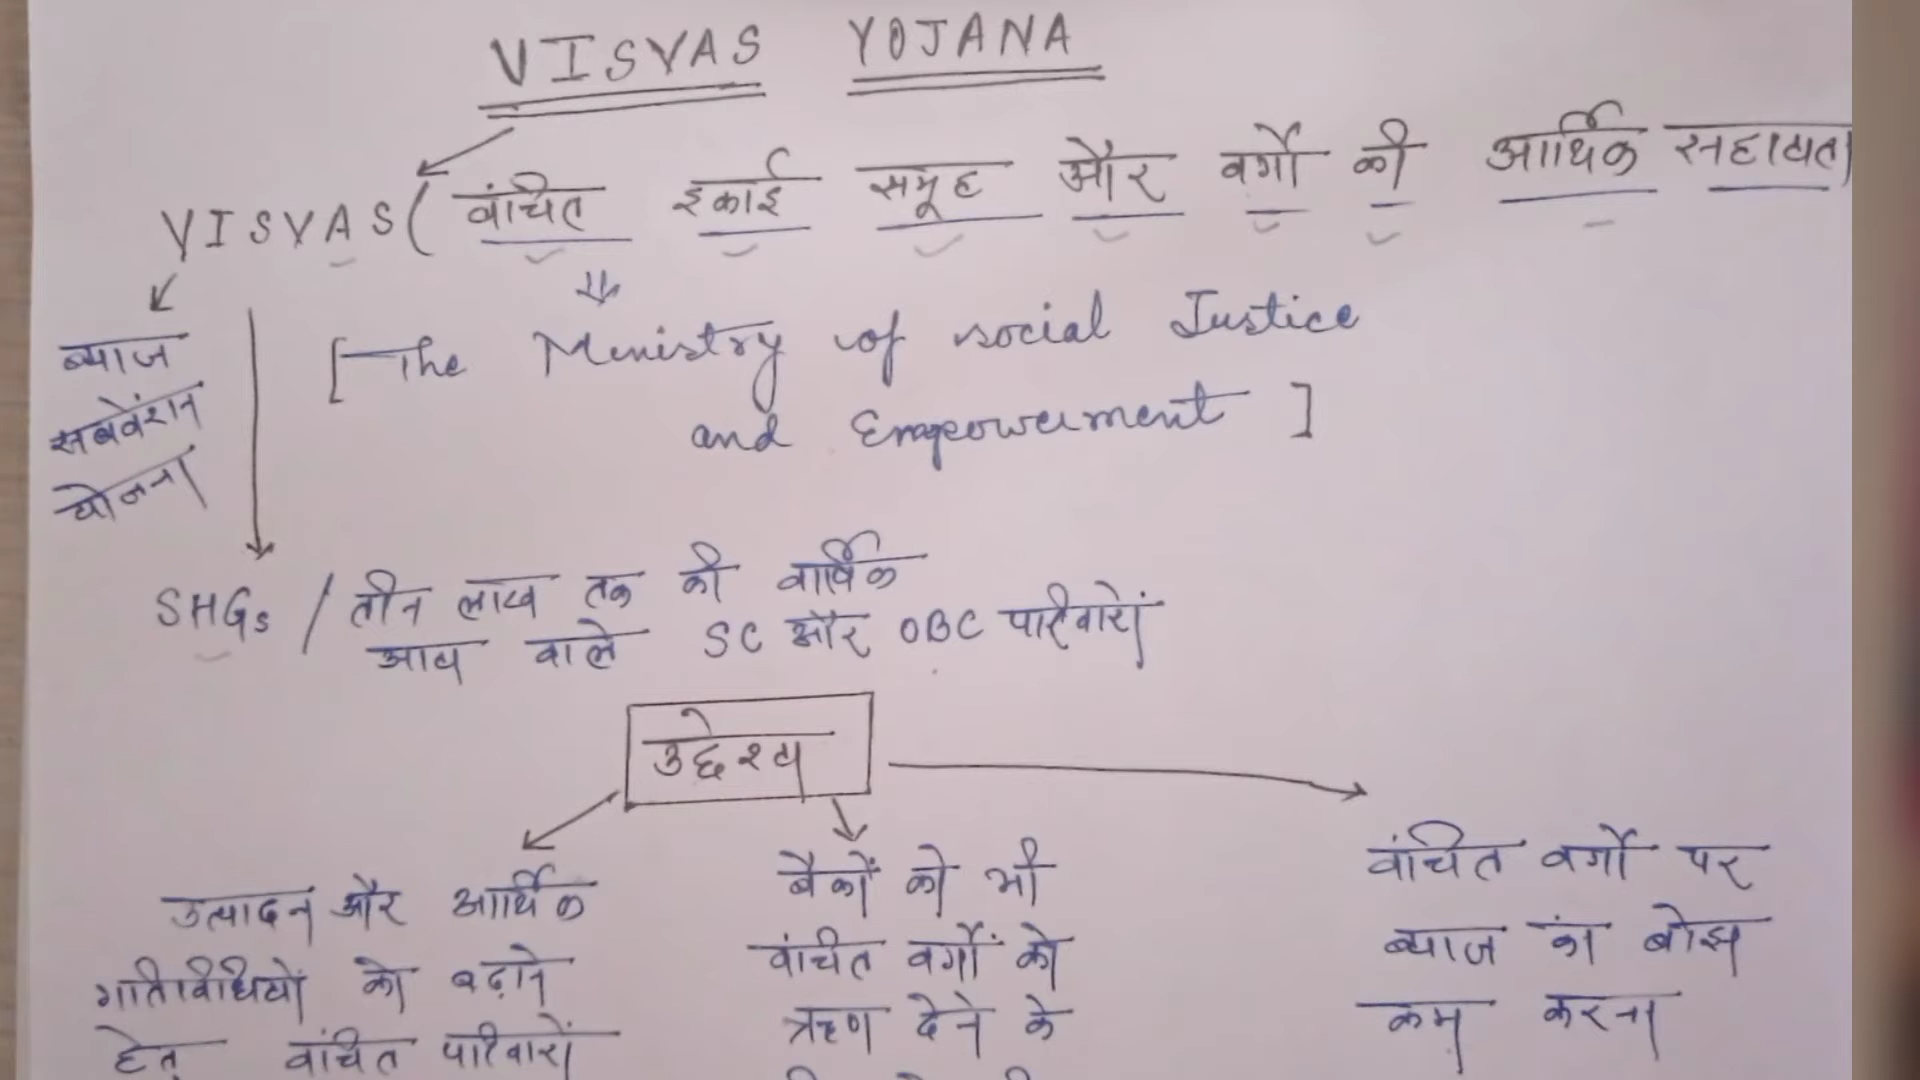 VISVAS YOJANA
VISVAS ( वंचित इकाई समूह और वर्गों की आर्थिक सहायता
[ The Ministry of social Justice
and Empowerment ]
ब्याज
सबवेंशन
योजना
SHGs / तीन लाख तक की वार्षिक
आय वाले SC और OBC परिवारों
उद्देश्य
उत्पादन और आर्थिक
गतिविधियों को बढ़ाने
हेतु वंचित परिवारों
बैंकों को भी
वंचित वर्गों को
ऋण देने के
वंचित वर्गों पर
ब्याज का बोझ
कम करना